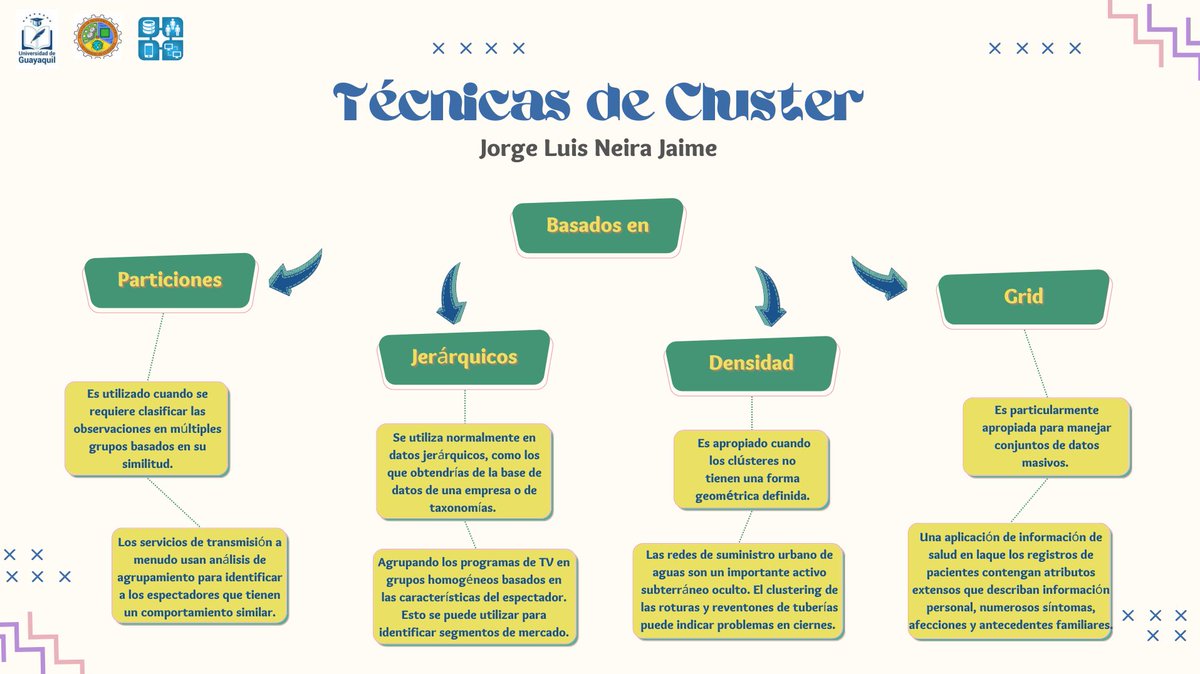 Universidad de
Guayaquil
Técnicas de Cluster
Jorge Luis Neira Jaime
Basados en
Particiones
Es utilizado cuando se
requiere clasificar las
observaciones en múltiples
grupos basados en su
similitud.
Los servicios de transmisión a
menudo usan análisis de
agrupamiento para identificar
a los espectadores que tienen
un comportamiento similar.
Jerárquicos
Se utiliza normalmente en
datos jerárquicos, como los
que obtendrías de la base de
datos de una empresa o de
taxonomías.
Agrupando los programas de TV en
grupos homogéneos basados en
las características del espectador.
Esto se puede utilizar para
identificar segmentos de mercado.
Densidad
Es apropiado cuando
los clústeres no
tienen una forma
geométrica definida.
Las redes de suministro urbano de
aguas son un importante activo
subterráneo oculto. El clustering de
las roturas y reventones de tuberías
puede indicar problemas en ciernes.
Grid
Es particularmente
apropiada para manejar
conjuntos de datos
masivos.
Una aplicación de información de
salud en laque los registros de
pacientes contengan atributos
extensos que describan información
personal, numerosos síntomas,
afecciones y antecedentes familiares.